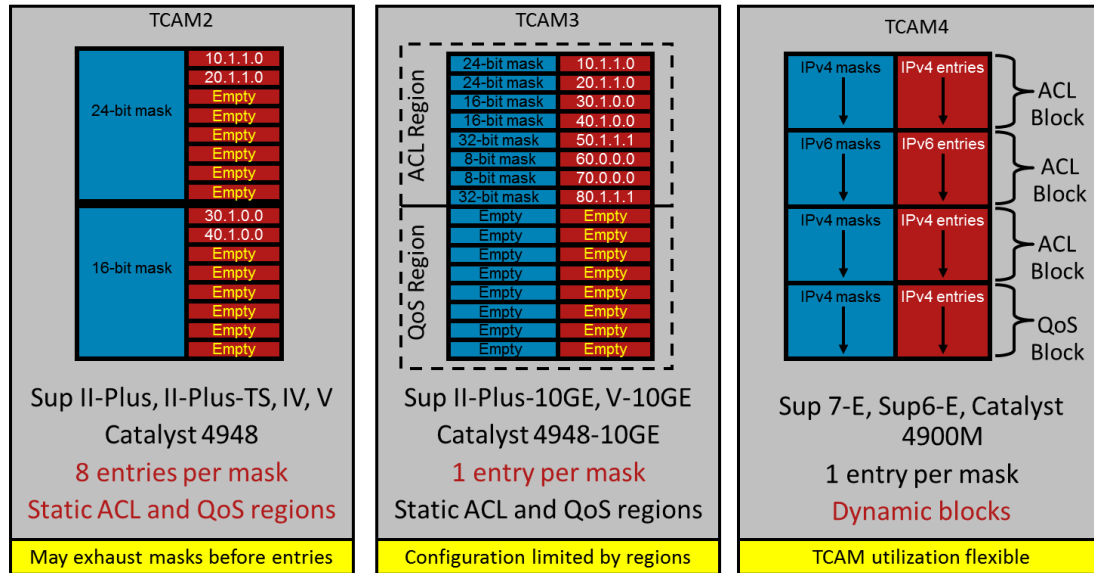 TCAM2
24-bit mask
10.1.1.0
20.1.1.0
Empty
Empty
Empty
Empty
Empty
Empty
16-bit mask
30.1.0.0
40.1.0.0
Empty
Empty
Empty
Empty
Empty
Empty
Sup II-Plus, II-Plus-TS, IV, V
Catalyst 4948
8 entries per mask
Static ACL and QoS regions
May exhaust masks before entries
TCAM3
ACL Region
24-bit mask 10.1.1.0
24-bit mask 20.1.1.0
16-bit mask 30.1.0.0
16-bit mask 40.1.0.0
32-bit mask 50.1.1.1
8-bit mask 60.0.0.0
8-bit mask 70.0.0.0
32-bit mask 80.1.1.1
QoS Region
Empty Empty
Empty Empty
Empty Empty
Empty Empty
Empty Empty
Empty Empty
Empty Empty
Empty Empty
Sup II-Plus-10GE, V-10GE
Catalyst 4948-10GE
1 entry per mask
Static ACL and QoS regions
Configuration limited by regions
TCAM4
IPv4 masks IPv4 entries
ACL
Block
IPv6 masks IPv6 entries
ACL
Block
IPv4 masks IPv4 entries
ACL
Block
IPv4 masks IPv4 entries
QoS
Block
Sup 7-E, Sup6-E, Catalyst
4900M
1 entry per mask
Dynamic blocks
TCAM utilization flexible